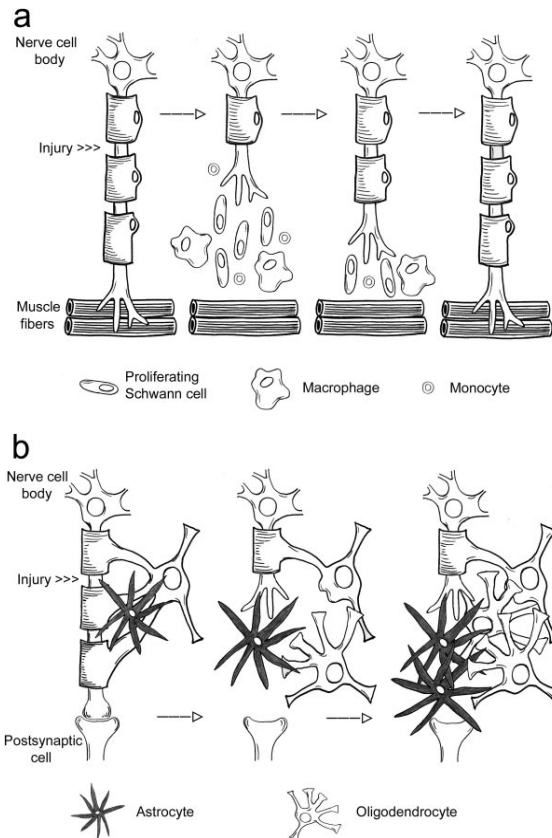 a
Nerve cell
body
Injury >>>
Muscle
fibers
Proliferating
Schwann cell
Macrophage
Monocyte
b
Nerve cell
body
Injury >>>
Postsynaptic
cell
Astrocyte
Oligodendrocyte